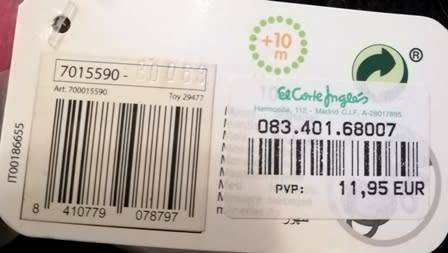 +10
m
®
7015590 -
Art. 700015590
Toy 29477
IT00186655
8 410779 078797
El Corte Inglés
Hermosilla, 112 - Madrid C.I.F. A-28017895
083.401.68007
PVP: 11,95 EUR